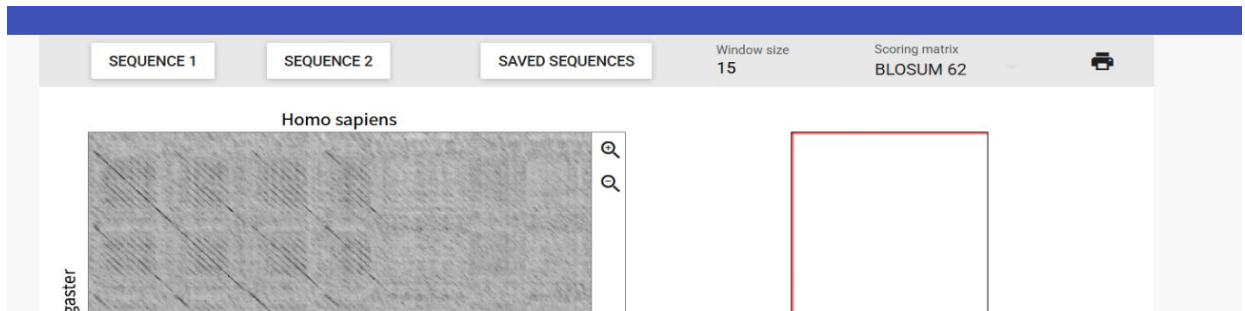 SEQUENCE 1
SEQUENCE 2
SAVED SEQUENCES
Window size
15
Scoring matrix
BLOSUM 62
Homo sapiens
gaster